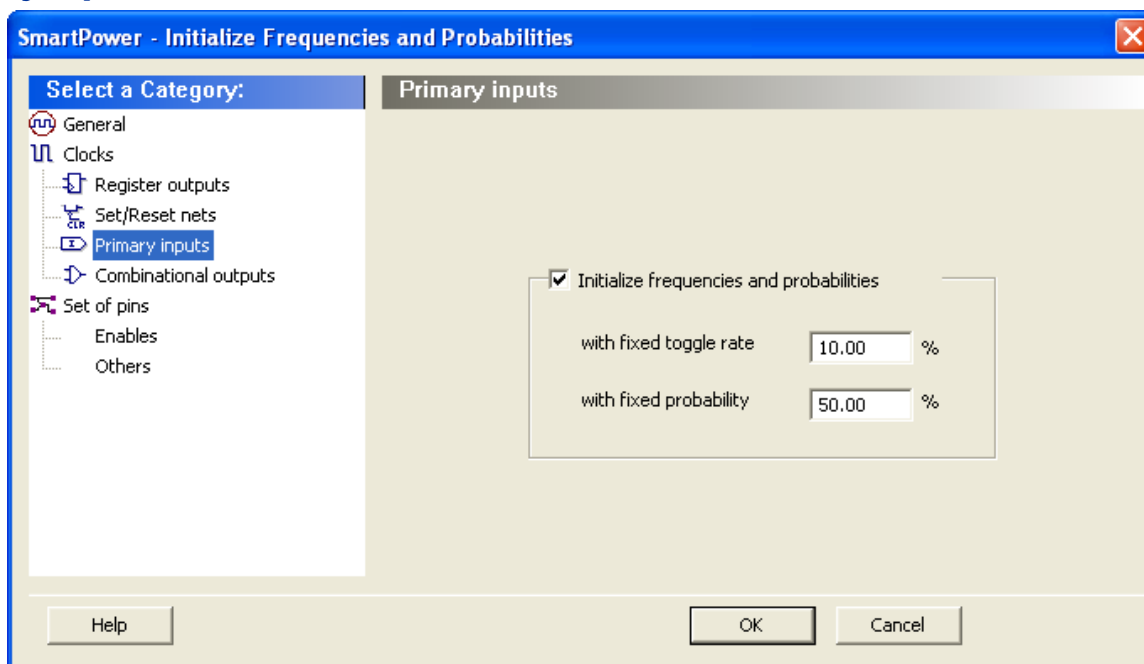 SmartPower - Initialize Frequencies and Probabilities
Select a Category:
General
Clocks
Register outputs
Set/Reset nets
CLR
Primary inputs
Combinational outputs
Set of pins
Enables
Others
Primary inputs
Initialize frequencies and probabilities
with fixed toggle rate 10.00 %
with fixed probability 50.00 %
Help
OK
Cancel